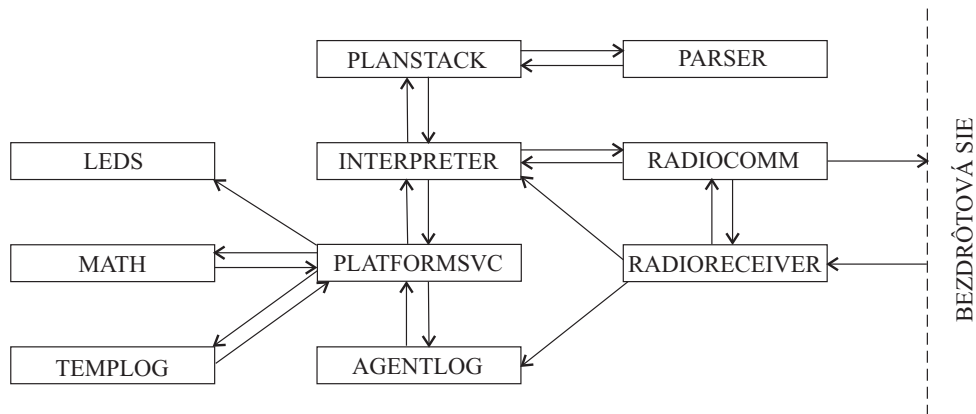 PLANSTACK
PARSER
LEDS
INTERPRETER
RADIOCOMM
MATH
PLATFORMSVC
RADIORECEIVER
TEMPLOG
AGENTLOG
BEZDRÔTOVÁ SIE